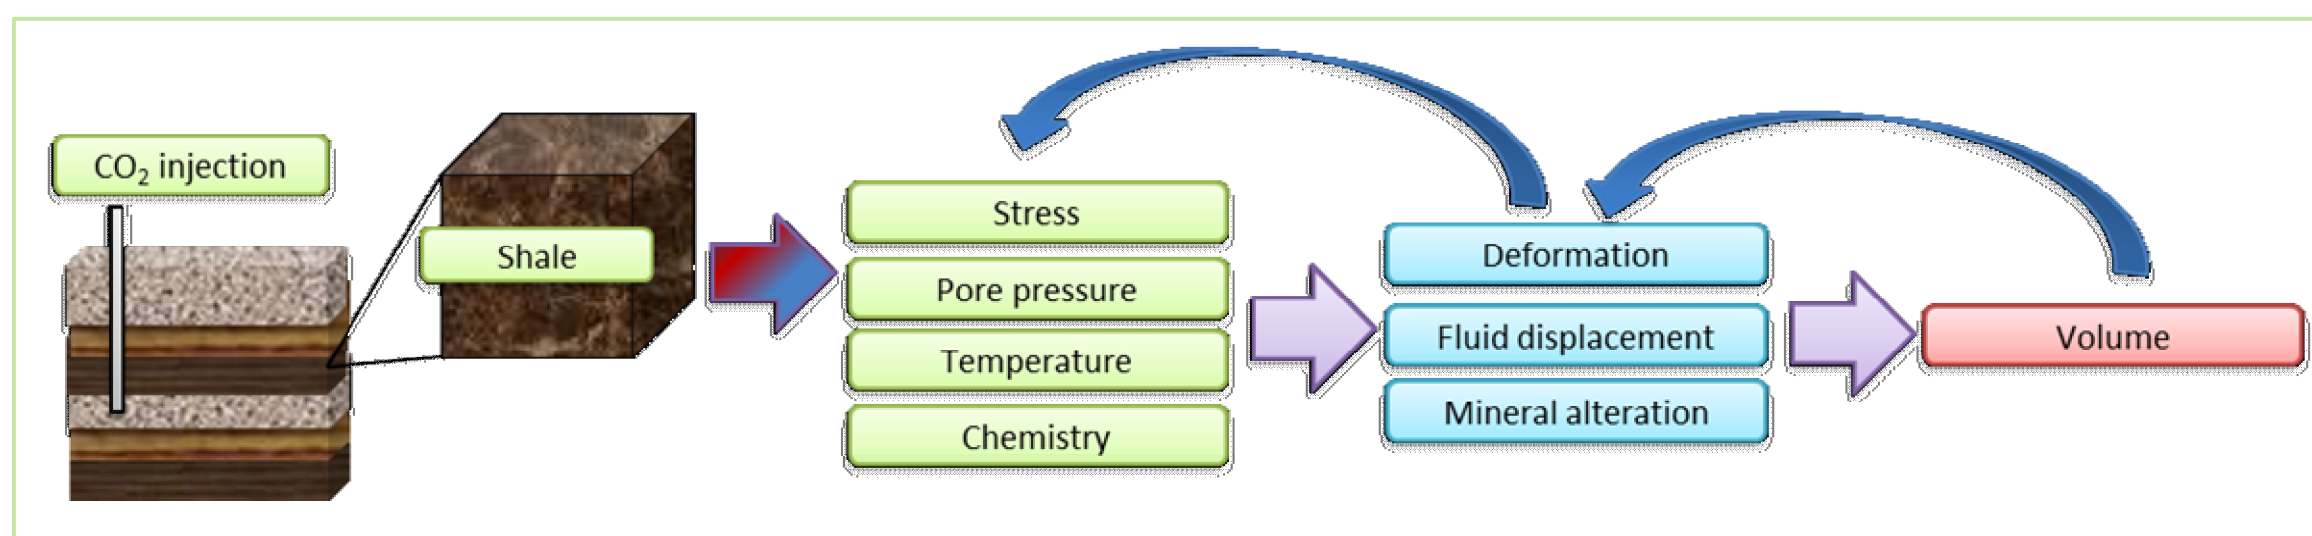 CO₂ injection
Shale
Stress
Pore pressure
Temperature
Chemistry
Deformation
Fluid displacement
Mineral alteration
Volume